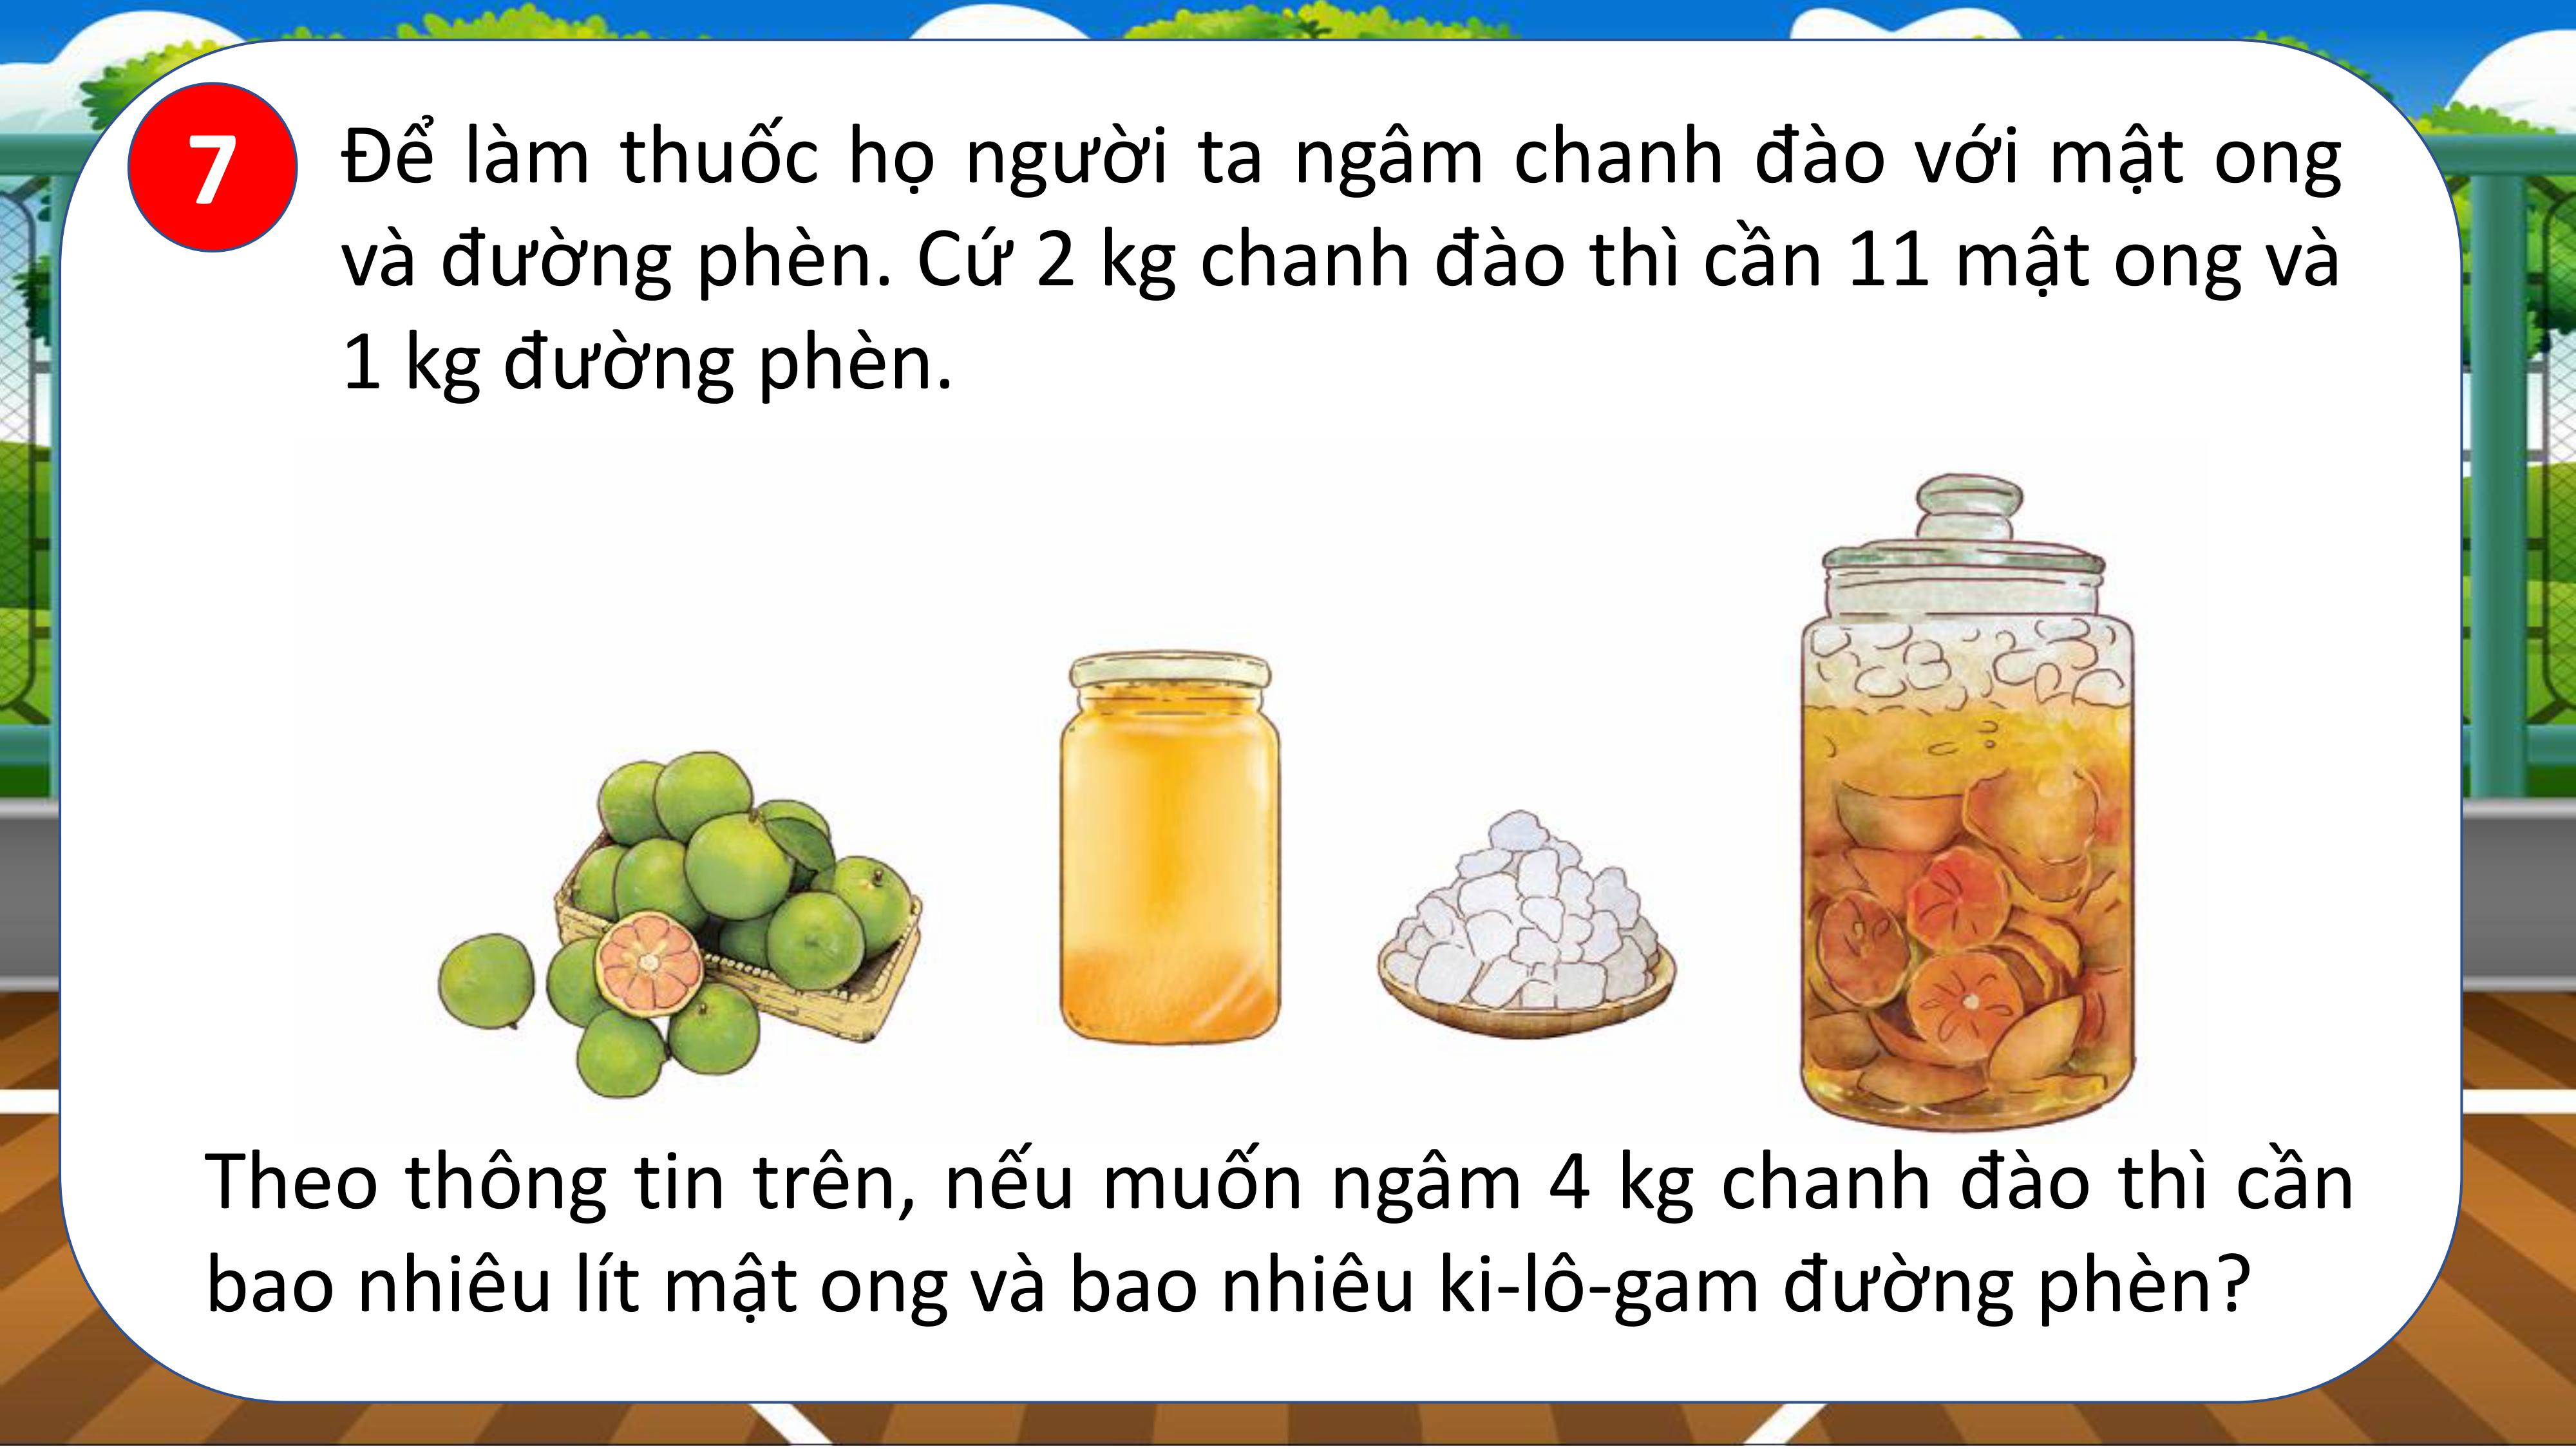 7
Để làm thuốc họ người ta ngâm chanh đào với mật ong
và đường phèn. Cứ 2 kg chanh đào thì cần 11 mật ong và
1 kg đường phèn.
Theo thông tin trên, nếu muốn ngâm 4 kg chanh đào thì cần
bao nhiêu lít mật ong và bao nhiêu ki-lô-gam đường phèn?